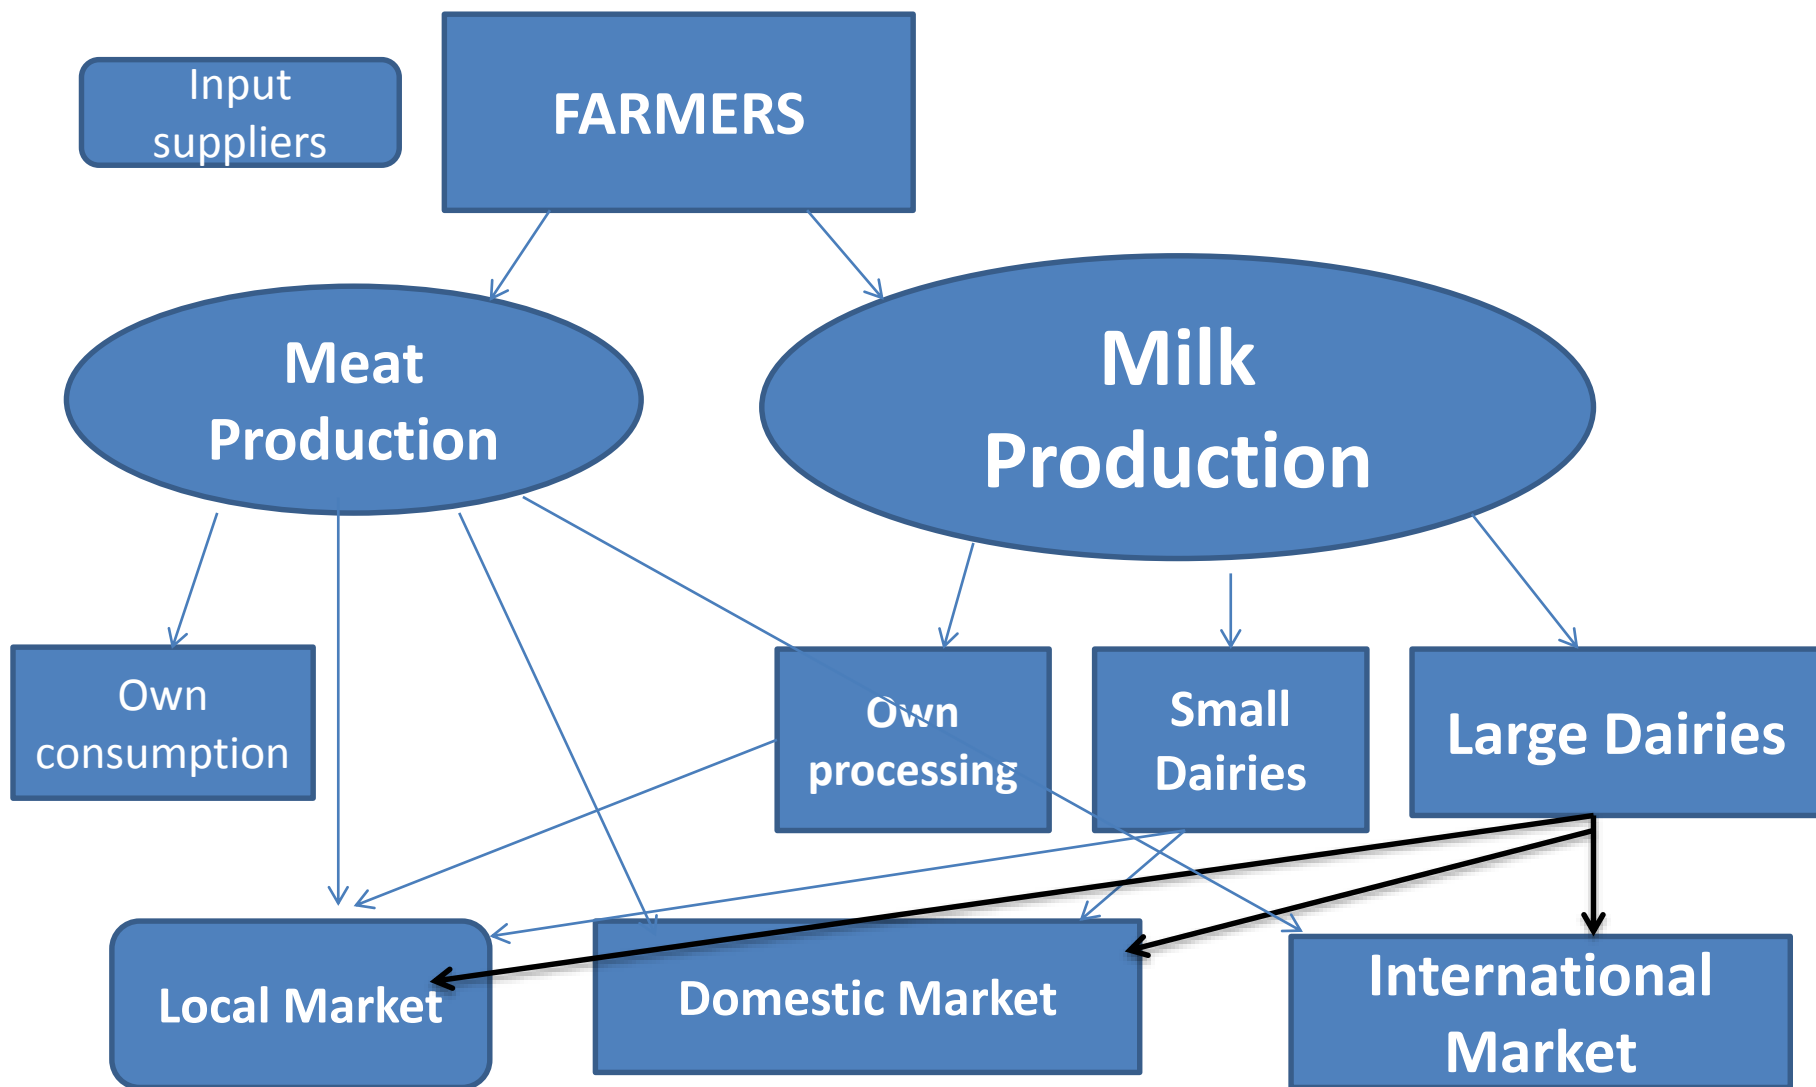 Input
suppliers
FARMERS
Meat
Production
Milk
Production
Own
consumption
Own
processing
Small
Dairies
Large Dairies
Local Market
Domestic Market
International
Market